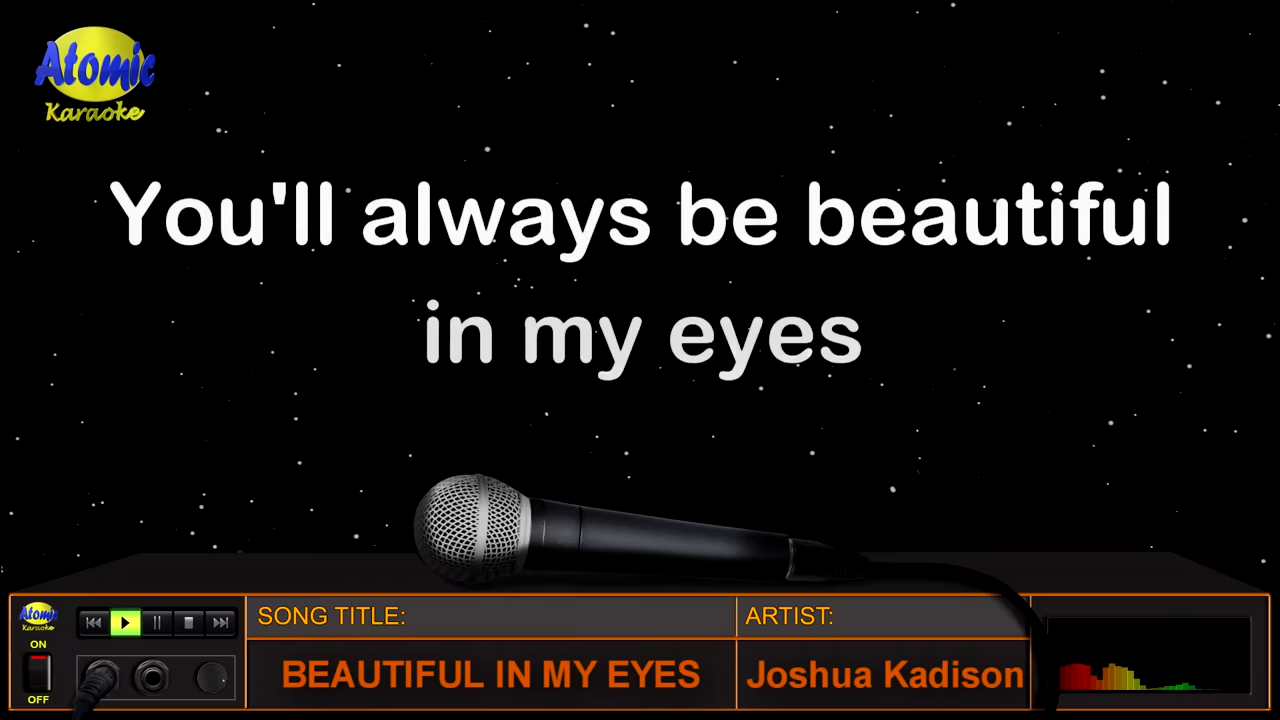 Atomic
Karaoke
You'll always be beautiful
in my eyes
Atomic
Karaoke
ON
OFF
SONG TITLE:
BEAUTIFUL IN MY EYES
ARTIST:
Joshua Kadison